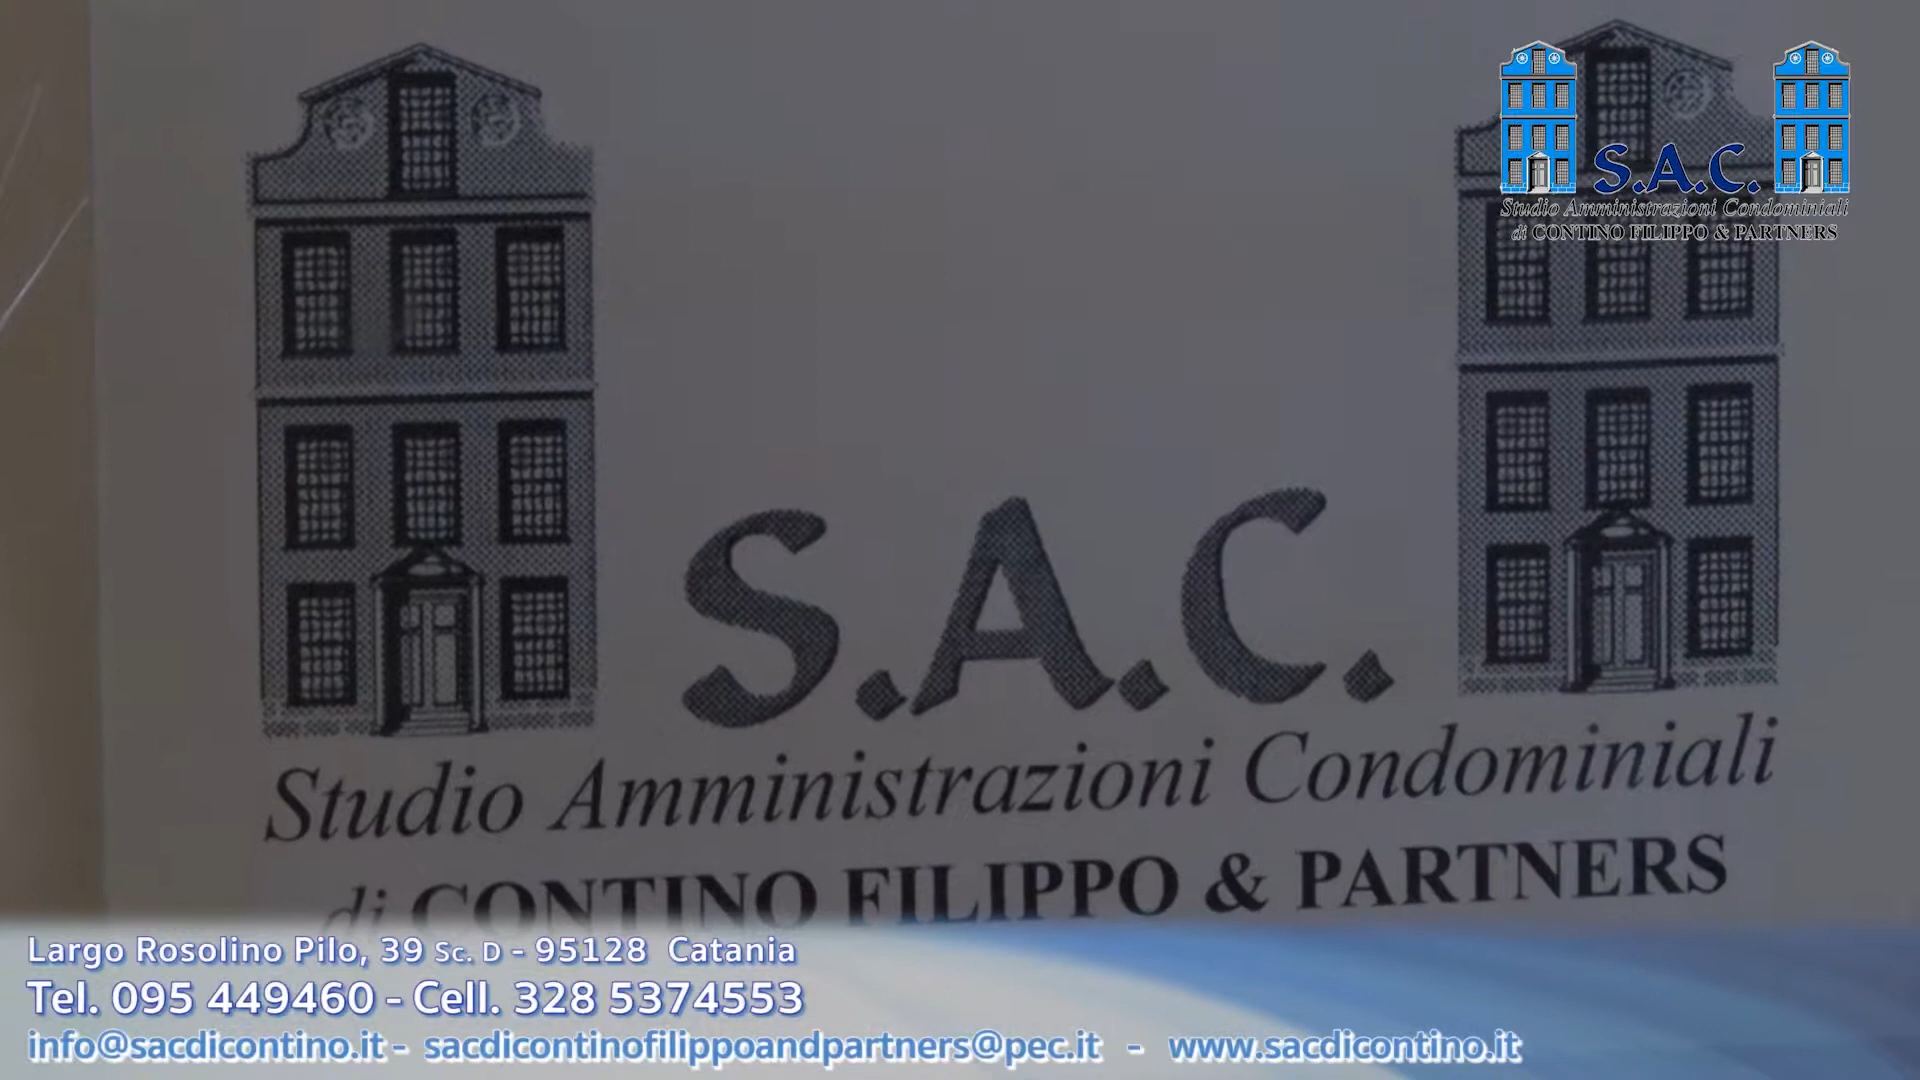 S.A.C.
Studio Amministrazioni Condominiali
di CONTINO FILIPPO & PARTNERS
S.A.C.
Studio Amministrazioni Condominiali
di CONTINO FILIPPO & PARTNERS
Largo Rosolino Pilo, 39 Sc. D - 95128 Catania
Tel. 095 449460 - Cell. 328 5374553
info@sacdicontino.it - sacdicontinofilippoandpartners@pec.it - www.sacdicontino.it